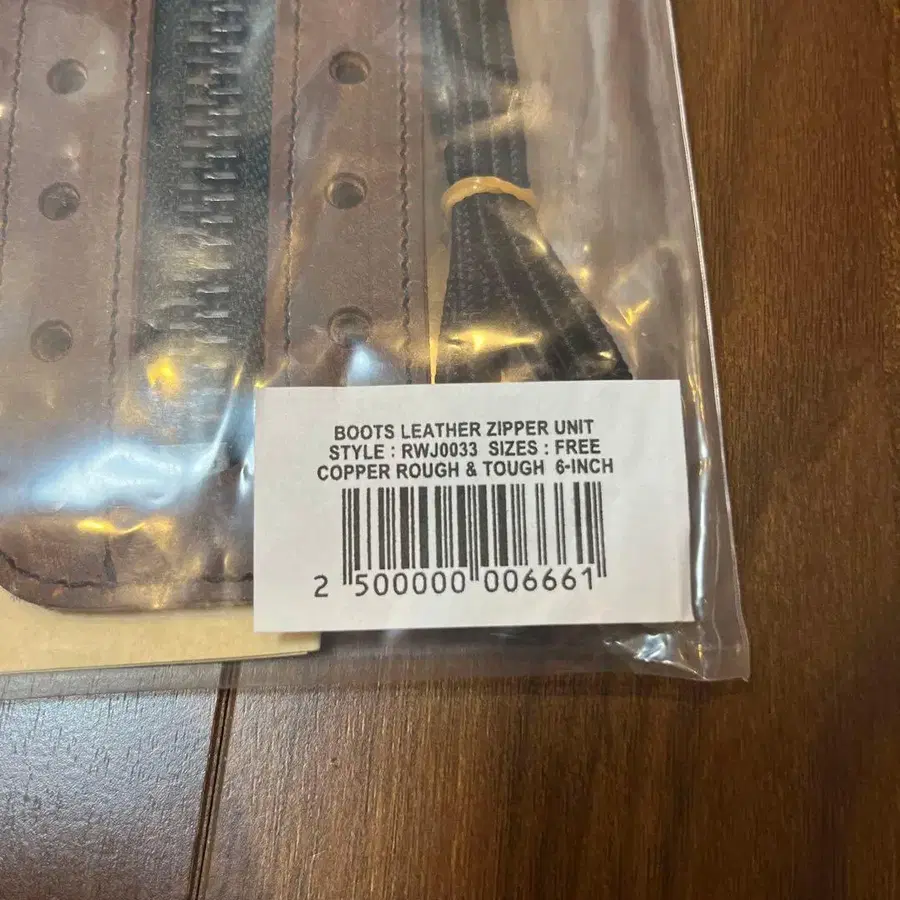 BOOTS LEATHER ZIPPER UNIT
STYLE : RWJ0033 SIZES : FREE
COPPER ROUGH & TOUGH 6-INCH
2 500000 006661